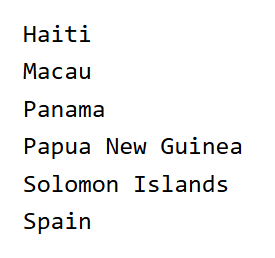 Haiti
Macau
Panama
Papua New Guinea
Solomon Islands
Spain